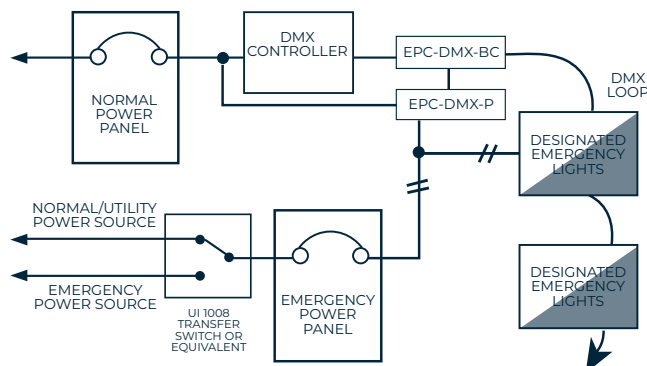 DMX
CONTROLLER
EPC-DMX-BC
DMX
LOOP
NORMAL
POWER
PANEL
EPC-DMX-P
DESIGNATED
EMERGENCY
LIGHTS
NORMAL/UTILITY
POWER SOURCE
EMERGENCY
POWER SOURCE
UI 1008
TRANSFER
SWITCH OR
EQUIVALENT
EMERGENCY
POWER
PANEL
DESIGNATED
EMERGENCY
LIGHTS